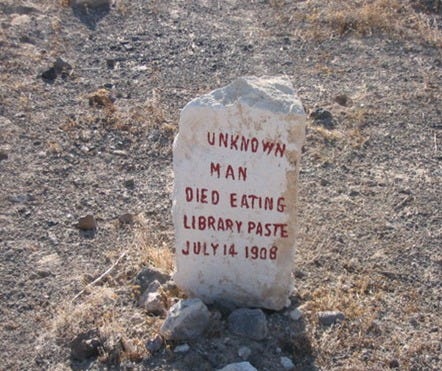 UNKNOWN
MAN
DIED EATING
LIBRARY PASTE
JULY 14 1908